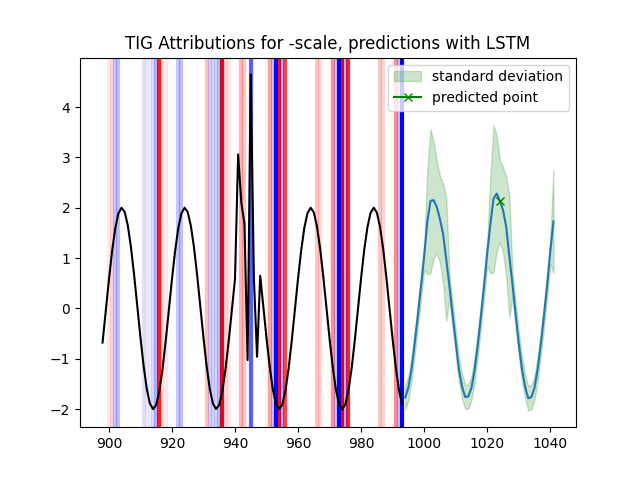 TIG Attributions for -scale, predictions with LSTM
standard deviation
predicted point
4
3
2
1
0
−1
−2
900 920 940 960 980 1000 1020 1040